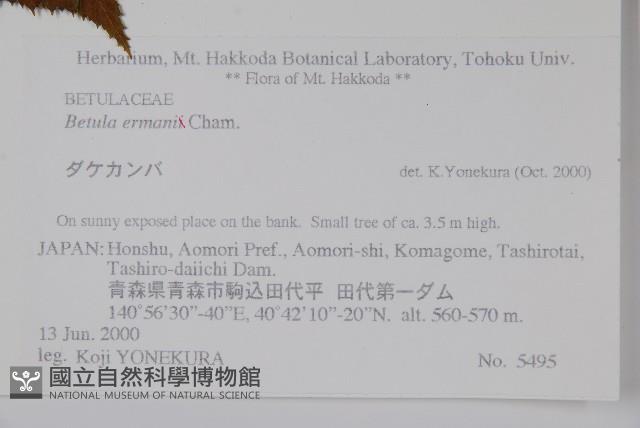 Herbarium, Mt. Hakkoda Botanical Laboratory, Tohoku Univ.
** Flora of Mt. Hakkoda **
BETULACEAE
Betula ermanii Cham.
ダケカンバ
det. K.Yonekura (Oct. 2000)
On sunny exposed place on the bank. Small tree of ca. 3.5 m high.
JAPAN: Honshu, Aomori Pref., Aomori-shi, Komagome, Tashirotai,
Tashiro-daiichi Dam.
青森県青森市駒込田代平 田代第一ダム
140˚56'30"-40"E, 40˚42'10"-20"N. alt. 560-570 m.
13 Jun. 2000
leg. Koji YONEKURA
No. 5495
國立自然科學博物館
NATIONAL MUSEUM OF NATURAL SCIENCE